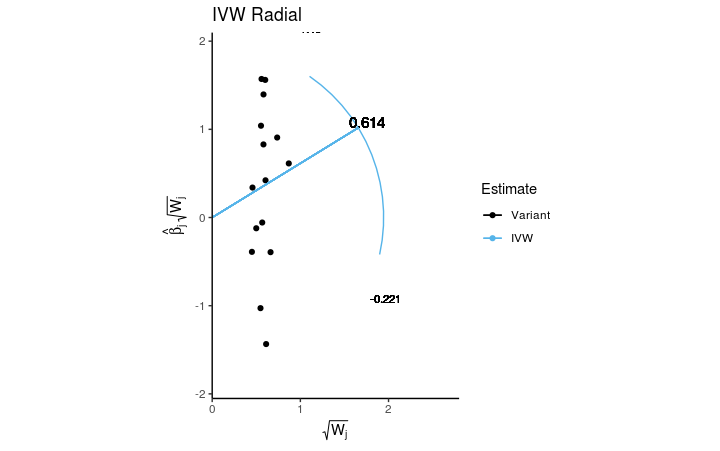 IVW Radial
2
1
0
-1
-2
0.614
-0.221
0
1
2
β̂j√Wj
√Wj
Estimate
Variant
IVW